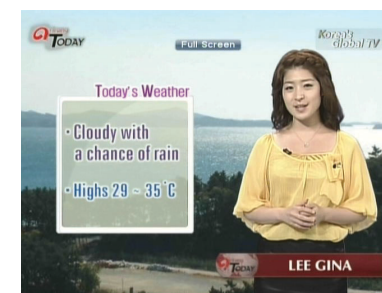 TODAY
Full Screen
Korea's
Global TV
Today's Weather
• Cloudy with
a chance of rain
• Highs 29 ~ 35°C
TODAY
LEE GINA